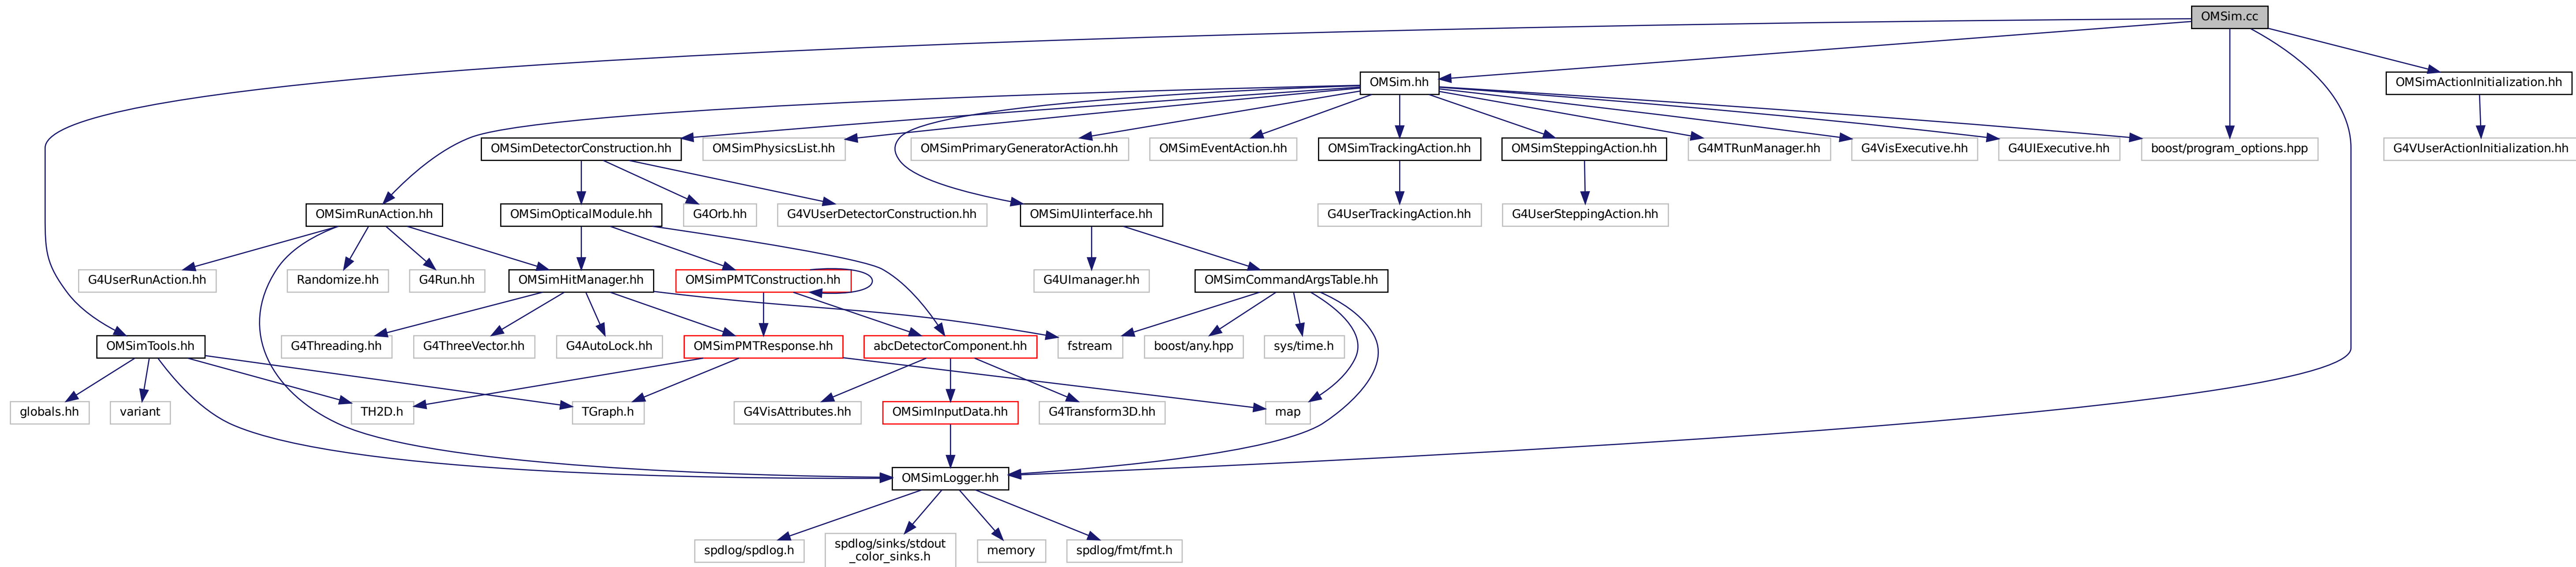 OMSim.cc
OMSim.hh
OMSimActionInitialization.hh
OMSimDetectorConstruction.hh
OMSimPhysicsList.hh
OMSimPrimaryGeneratorAction.hh
OMSimEventAction.hh
OMSimTrackingAction.hh
OMSimSteppingAction.hh
G4MTRunManager.hh
G4VisExecutive.hh
G4UIExecutive.hh
boost/program_options.hpp
G4VUserActionInitialization.hh
OMSimRunAction.hh
OMSimOpticalModule.hh
G4Orb.hh
G4VUserDetectorConstruction.hh
OMSimUIinterface.hh
G4UserTrackingAction.hh
G4UserSteppingAction.hh
G4UserRunAction.hh
Randomize.hh
G4Run.hh
OMSimHitManager.hh
OMSimPMTConstruction.hh
G4UImanager.hh
OMSimCommandArgsTable.hh
OMSimTools.hh
G4Threading.hh
G4ThreeVector.hh
G4AutoLock.hh
OMSimPMTResponse.hh
abcDetectorComponent.hh
fstream
boost/any.hpp
sys/time.h
globals.hh
variant
TH2D.h
TGraph.h
G4VisAttributes.hh
OMSimInputData.hh
G4Transform3D.hh
map
OMSimLogger.hh
spdlog/spdlog.h
spdlog/sinks/stdout
_color_sinks.h
memory
spdlog/fmt/fmt.h